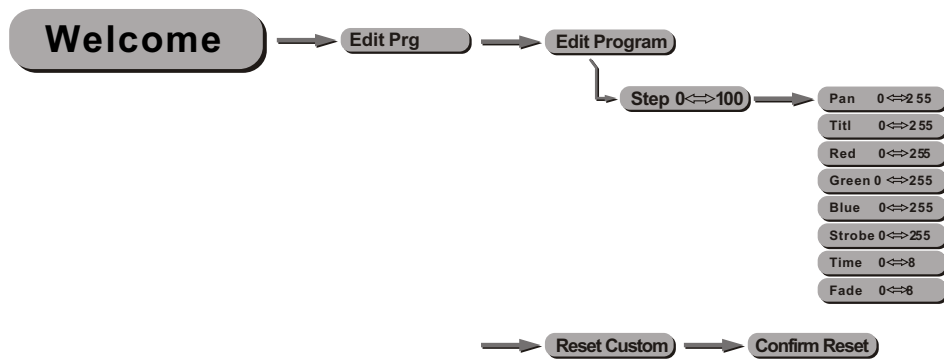 Welcome
Edit Prg
Edit Program
Step 0⇔100
Pan 0⇔255
Titl 0⇔255
Red 0⇔255
Green 0⇔255
Blue 0⇔255
Strobe 0⇔255
Time 0⇔8
Fade 0⇔8
Reset Custom
Confirm Reset